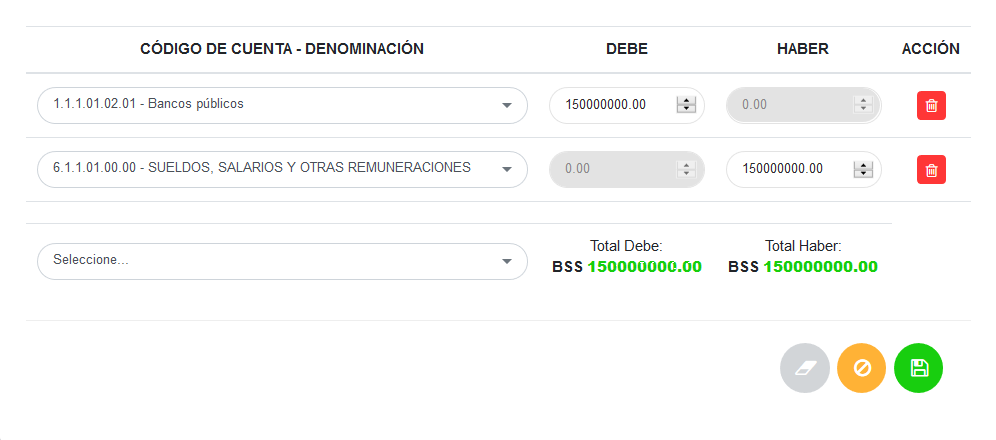 CÓDIGO DE CUENTA - DENOMINACIÓN DEBE HABER ACCIÓN
1.1.1.01.02.01 - Bancos públicos 150000000.00 0.00
6.1.1.01.00.00 - SUELDOS, SALARIOS Y OTRAS REMUNERACIONES 0.00 150000000.00
Seleccione... Total Debe: Total Haber:
BSS 150000000.00 BSS 150000000.00